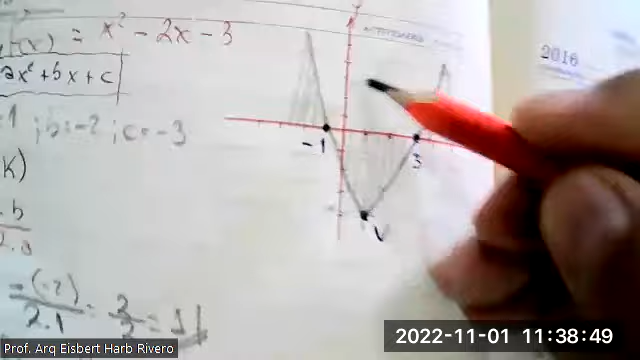 f(x) = x² - 2x - 3
ax² + bx + c
2016
-1 ; b=-2 ; c=-3
-1
3
K)
-b
2.a
V
= -(-2) = 2 = 1
2.1 2
2022-11-01 11:38:49
Prof. Arq Eisbert Harb Rivero